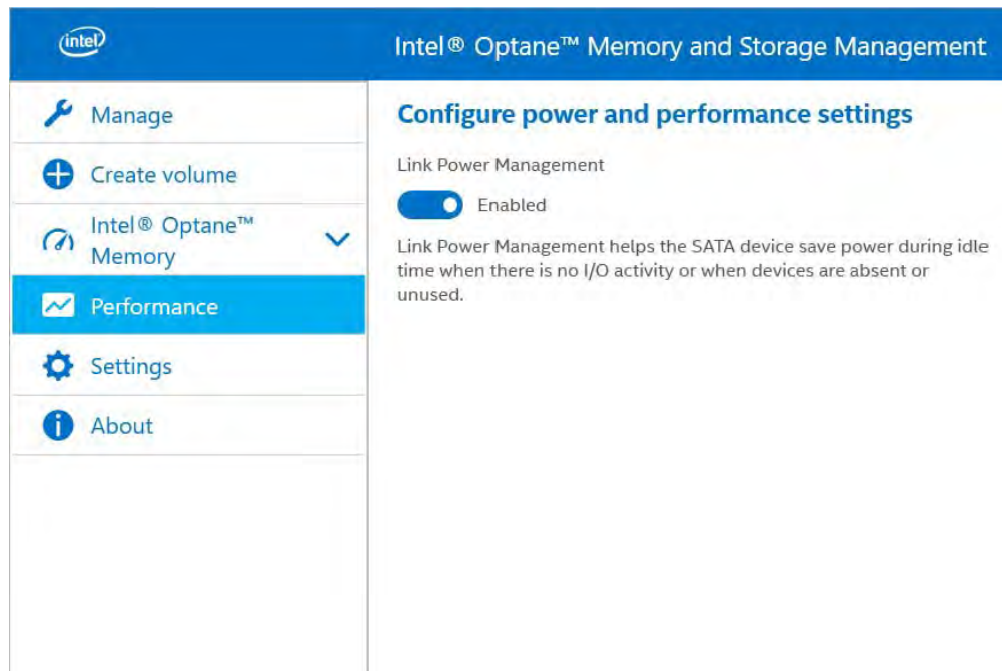 intel
Intel® Optane™ Memory and Storage Management
Manage
Create volume
Intel® Optane™
Memory
Performance
Settings
About
Configure power and performance settings
Link Power Management
Enabled
Link Power Management helps the SATA device save power during idle
time when there is no I/O activity or when devices are absent or
unused.